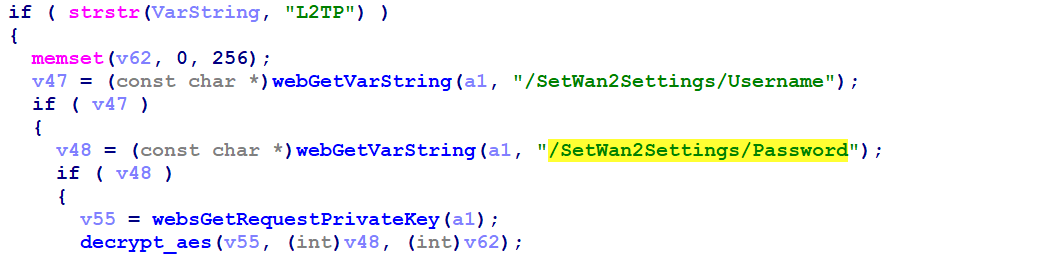 if ( strstr(VarString, "L2TP") )
{
memset(v62, 0, 256);
v47 = (const char *)webGetVarString(a1, "/SetWan2Settings/Username");
if ( v47 )
{
v48 = (const char *)webGetVarString(a1, "/SetWan2Settings/Password");
if ( v48 )
{
v55 = websGetRequestPrivateKey(a1);
decrypt_aes(v55, (int)v48, (int)v62);